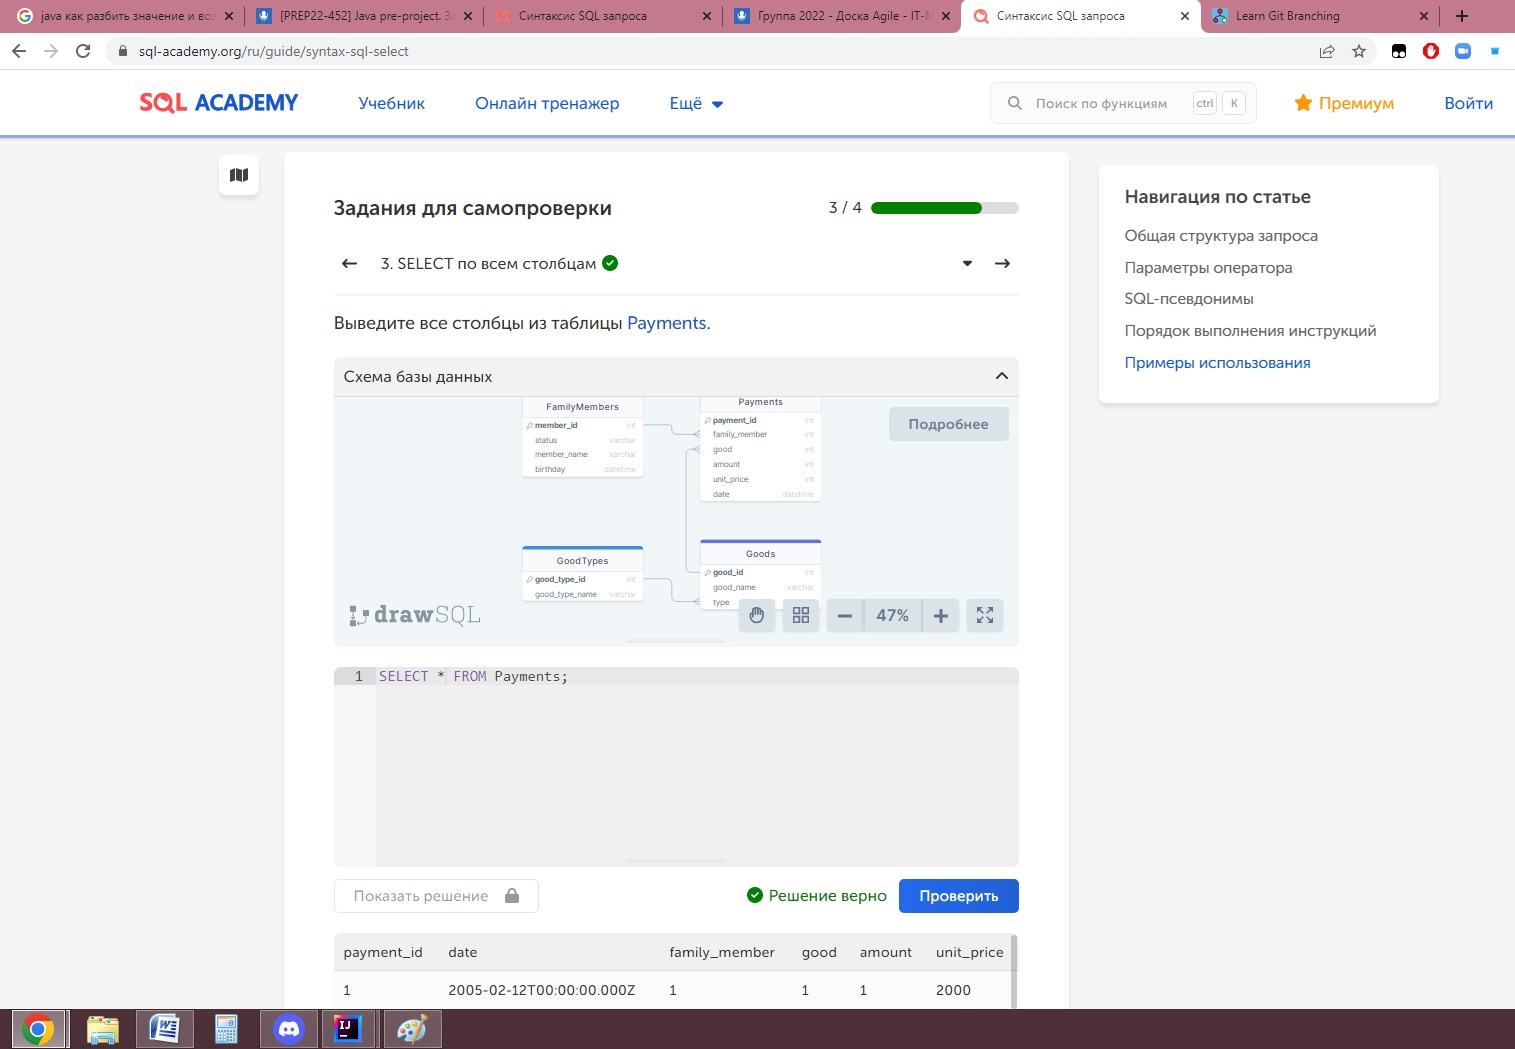 java как разбить значение и воз
[PREP22-452] Java pre-project. За
Синтаксис SQL запроса
Группа 2022 - Доска Agile - IT-M
Синтаксис SQL запроса
Learn Git Branching
sql-academy.org/ru/guide/syntax-sql-select
SQL ACADEMY
Учебник
Онлайн тренажер
Ещё
Поиск по функциям
ctrl
K
Премиум
Войти
Задания для самопроверки
3 / 4
3. SELECT по всем столбцам
Выведите все столбцы из таблицы Payments.
Схема базы данных
Подробнее
FamilyMembers
member_id int
status varchar
member_name varchar
birthday datetime
Payments
payment_id int
family_member int
good int
amount int
unit_price int
date datetime
GoodTypes
good_type_id int
good_type_name varchar
Goods
good_id int
good_name varchar
type
drawSQL
47%
1 SELECT * FROM Payments;
Показать решение
Решение верно
Проверить
payment_id date family_member good amount unit_price
1 2005-02-12T00:00:00.000Z 1 1 1 2000
Навигация по статье
Общая структура запроса
Параметры оператора
SQL-псевдонимы
Порядок выполнения инструкций
Примеры использования